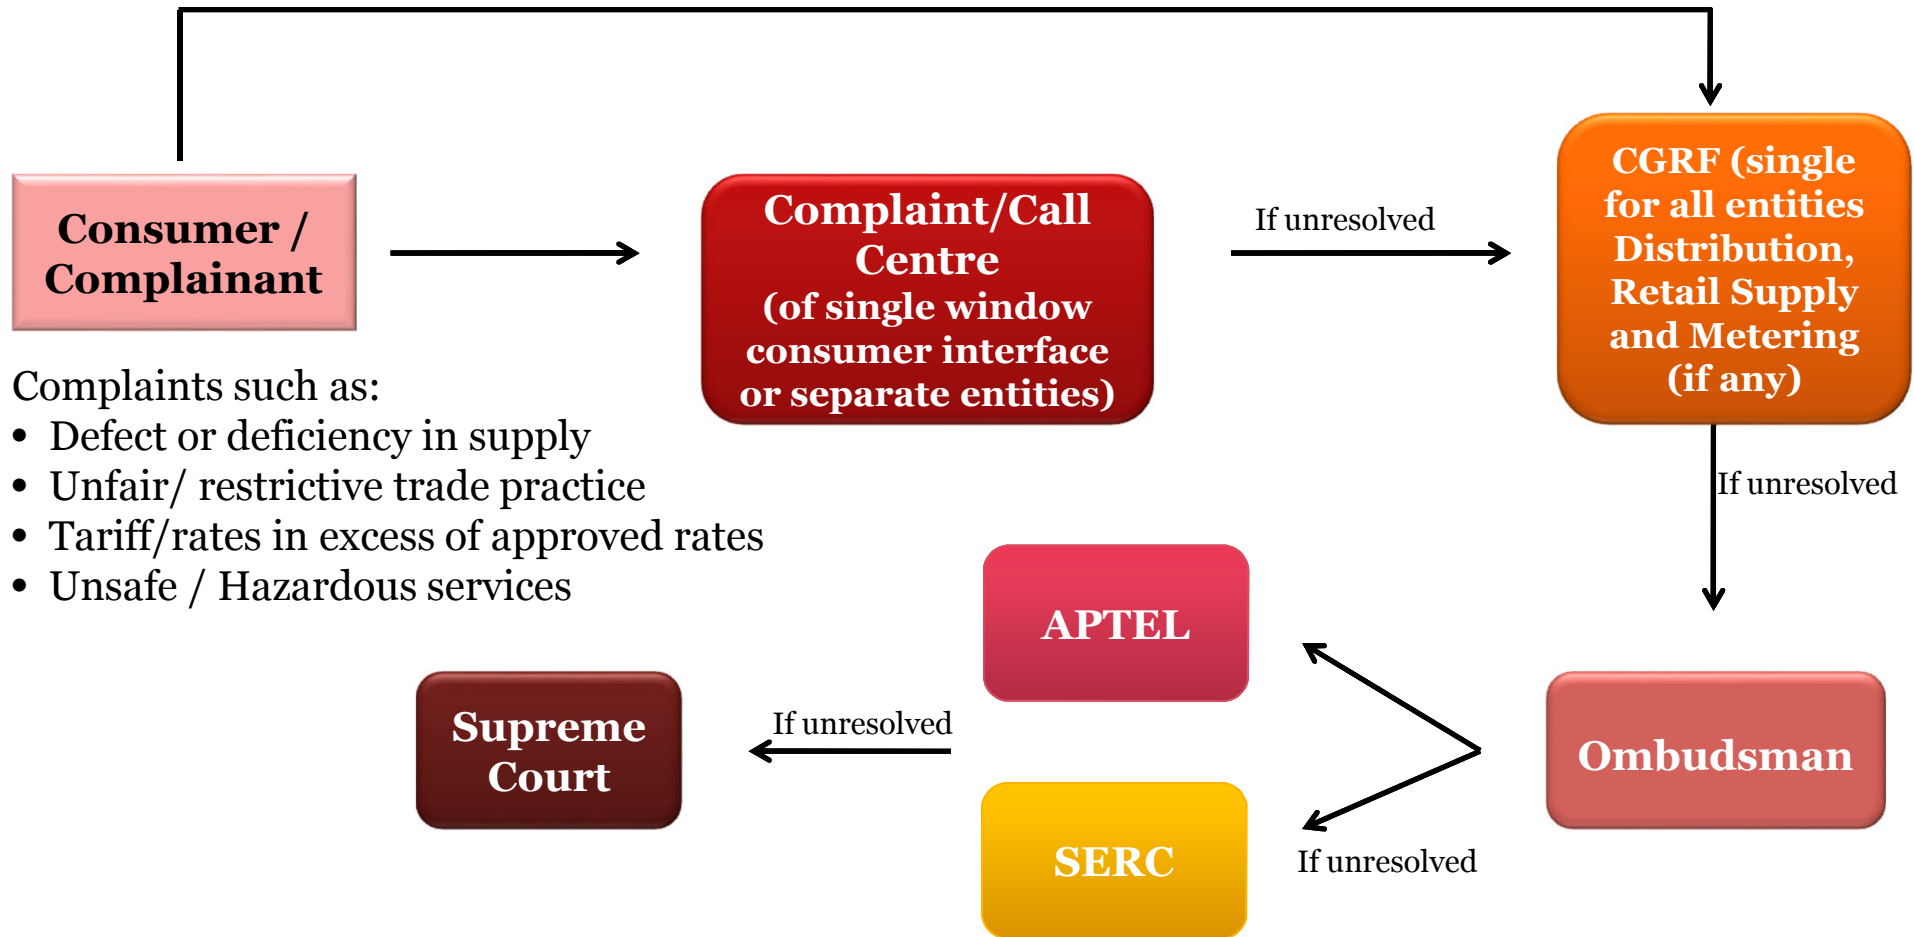 Consumer /
Complainant
Complaint/Call
Centre
(of single window
consumer interface
or separate entities)
If unresolved
CGRF (single
for all entities
Distribution,
Retail Supply
and Metering
(if any)
Complaints such as:
• Defect or deficiency in supply
• Unfair/ restrictive trade practice
• Tariff/rates in excess of approved rates
• Unsafe / Hazardous services
If unresolved
Ombudsman
APTEL
SERC
If unresolved
If unresolved
Supreme
Court